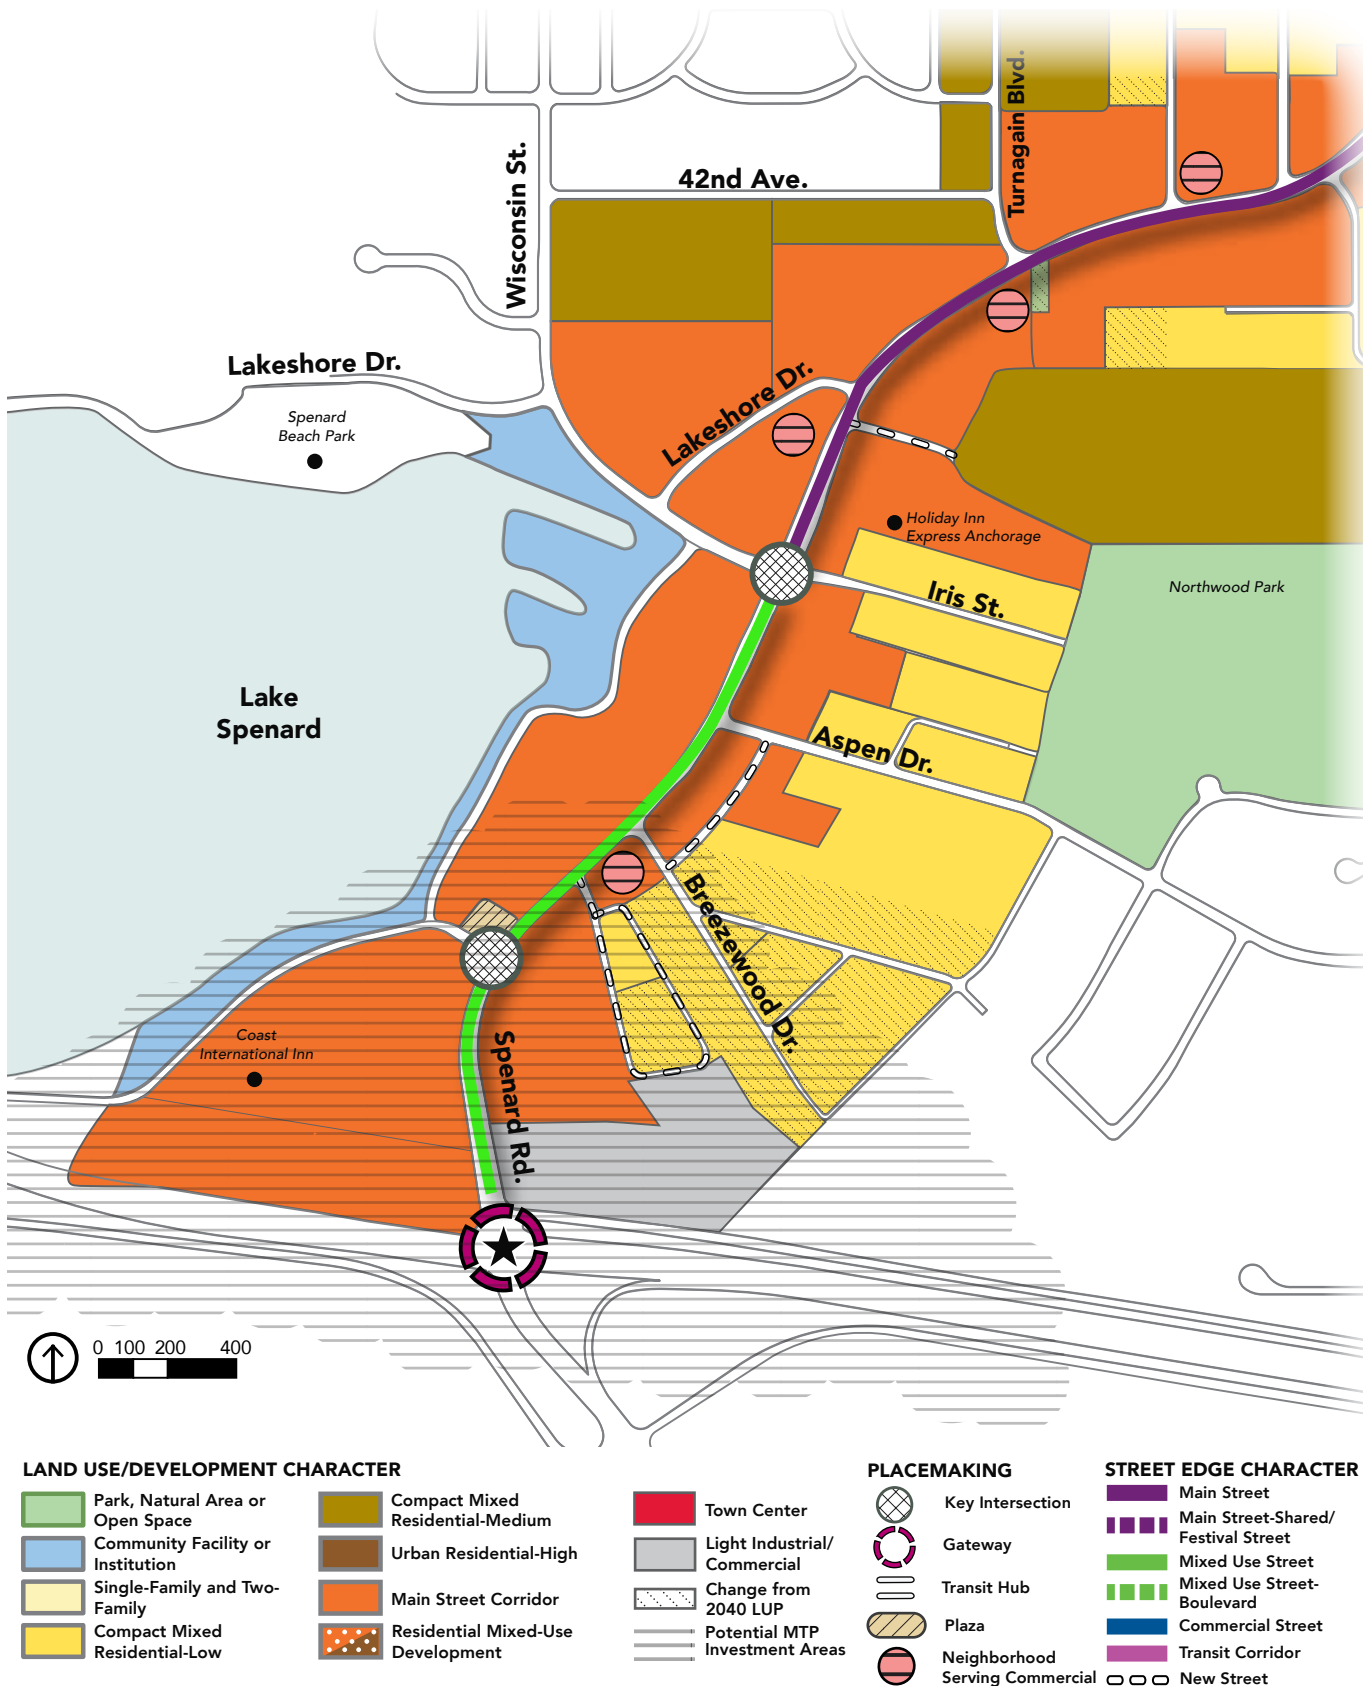 Turnagain Blvd.
Wisconsin St.
42nd Ave.
Lakeshore Dr.
Lakeshore Dr.
Spenard
Beach Park
Holiday Inn
Express Anchorage
Iris St.
Northwood Park
Lake
Spenard
Aspen Dr.
Breezewood Dr.
Coast
International Inn
Spenard Rd.
0 100 200 400
LAND USE/DEVELOPMENT CHARACTER
Park, Natural Area or
Open Space
Community Facility or
Institution
Single-Family and Two-
Family
Compact Mixed
Residential-Low
Compact Mixed
Residential-Medium
Urban Residential-High
Main Street Corridor
Residential Mixed-Use
Development
Town Center
Light Industrial/
Commercial
Change from
2040 LUP
Potential MTP
Investment Areas
PLACEMAKING
Key Intersection
Gateway
Transit Hub
Plaza
Neighborhood
Serving Commercial
STREET EDGE CHARACTER
Main Street
Main Street-Shared/
Festival Street
Mixed Use Street
Mixed Use Street-
Boulevard
Commercial Street
Transit Corridor
New Street